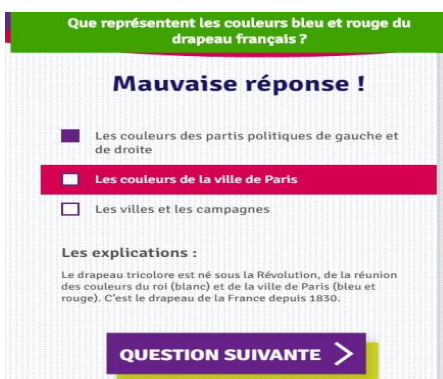 Que représentent les couleurs bleu et rouge du
drapeau français ?
Mauvaise réponse !
Les couleurs des partis politiques de gauche et
de droite
Les couleurs de la ville de Paris
Les villes et les campagnes
Les explications :
Le drapeau tricolore est né sous la Révolution, de la réunion
des couleurs du roi (blanc) et de la ville de Paris (bleu et
rouge). C'est le drapeau de la France depuis 1830.
QUESTION SUIVANTE